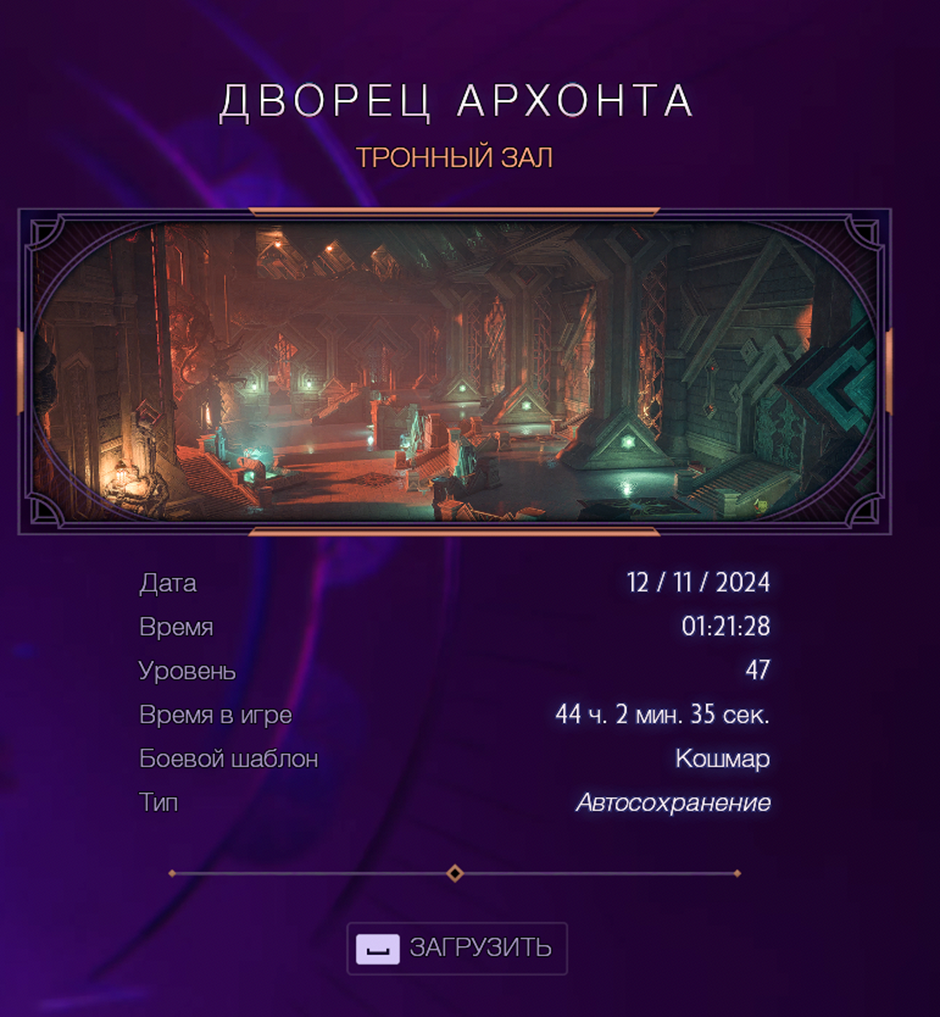 ДВОРЕЦ АРХОНТА
ТРОННЫЙ ЗАЛ
Дата 12 / 11 / 2024
Время 01:21:28
Уровень 47
Время в игре 44 ч. 2 мин. 35 сек.
Боевой шаблон Кошмар
Тип Автосохранение
ЗАГРУЗИТЬ